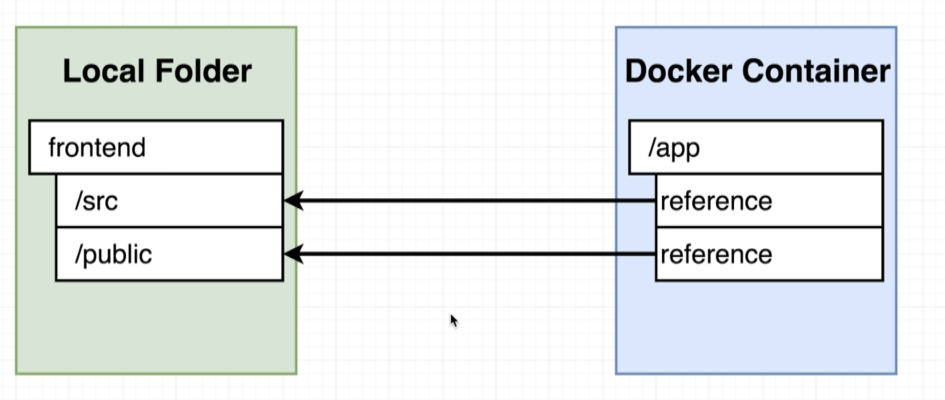 Local Folder
frontend
/src
/public
Docker Container
/app
reference
reference